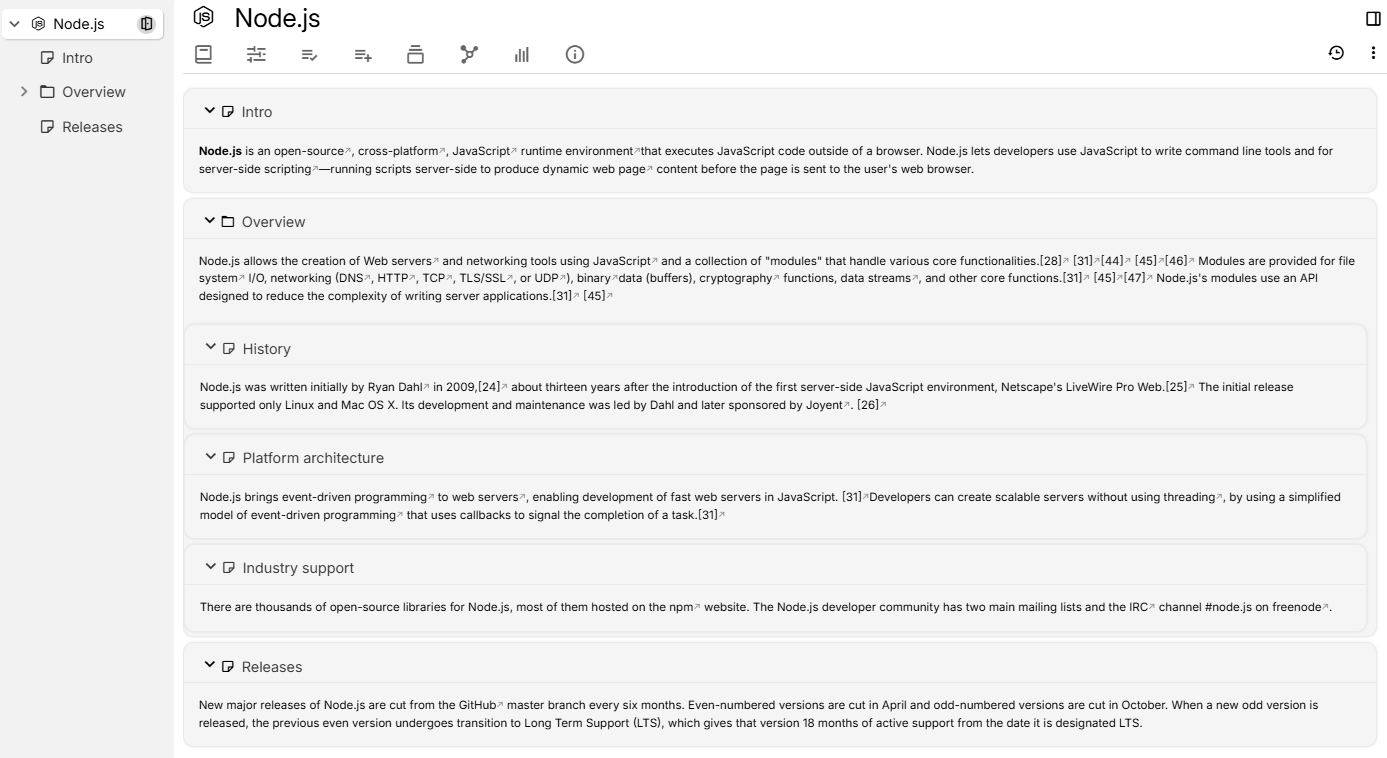 Node.js
Intro
Overview
Releases
Node.js
Intro
Node.js is an open-source↗, cross-platform↗, JavaScript↗ runtime environment↗that executes JavaScript code outside of a browser. Node.js lets developers use JavaScript to write command line tools and for
server-side scripting↗—running scripts server-side to produce dynamic web page↗ content before the page is sent to the user's web browser.
Overview
Node.js allows the creation of Web servers↗ and networking tools using JavaScript↗ and a collection of "modules" that handle various core functionalities.[28]↗ [31]↗[44]↗ [45]↗[46]↗ Modules are provided for file
system↗ I/O, networking (DNS↗, HTTP↗, TCP↗, TLS/SSL↗, or UDP↗), binary↗data (buffers), cryptography↗ functions, data streams↗, and other core functions.[31]↗ [45]↗[47]↗ Node.js's modules use an API
designed to reduce the complexity of writing server applications.[31]↗ [45]↗
History
Node.js was written initially by Ryan Dahl↗ in 2009,[24]↗ about thirteen years after the introduction of the first server-side JavaScript environment, Netscape's LiveWire Pro Web.[25]↗ The initial release
supported only Linux and Mac OS X. Its development and maintenance was led by Dahl and later sponsored by Joyent↗. [26]↗
Platform architecture
Node.js brings event-driven programming↗ to web servers↗, enabling development of fast web servers in JavaScript. [31]↗Developers can create scalable servers without using threading↗, by using a simplified
model of event-driven programming↗ that uses callbacks to signal the completion of a task.[31]↗
Industry support
There are thousands of open-source libraries for Node.js, most of them hosted on the npm↗ website. The Node.js developer community has two main mailing lists and the IRC↗ channel #node.js on freenode↗.
Releases
New major releases of Node.js are cut from the GitHub↗ master branch every six months. Even-numbered versions are cut in April and odd-numbered versions are cut in October. When a new odd version is
released, the previous even version undergoes transition to Long Term Support (LTS), which gives that version 18 months of active support from the date it is designated LTS.